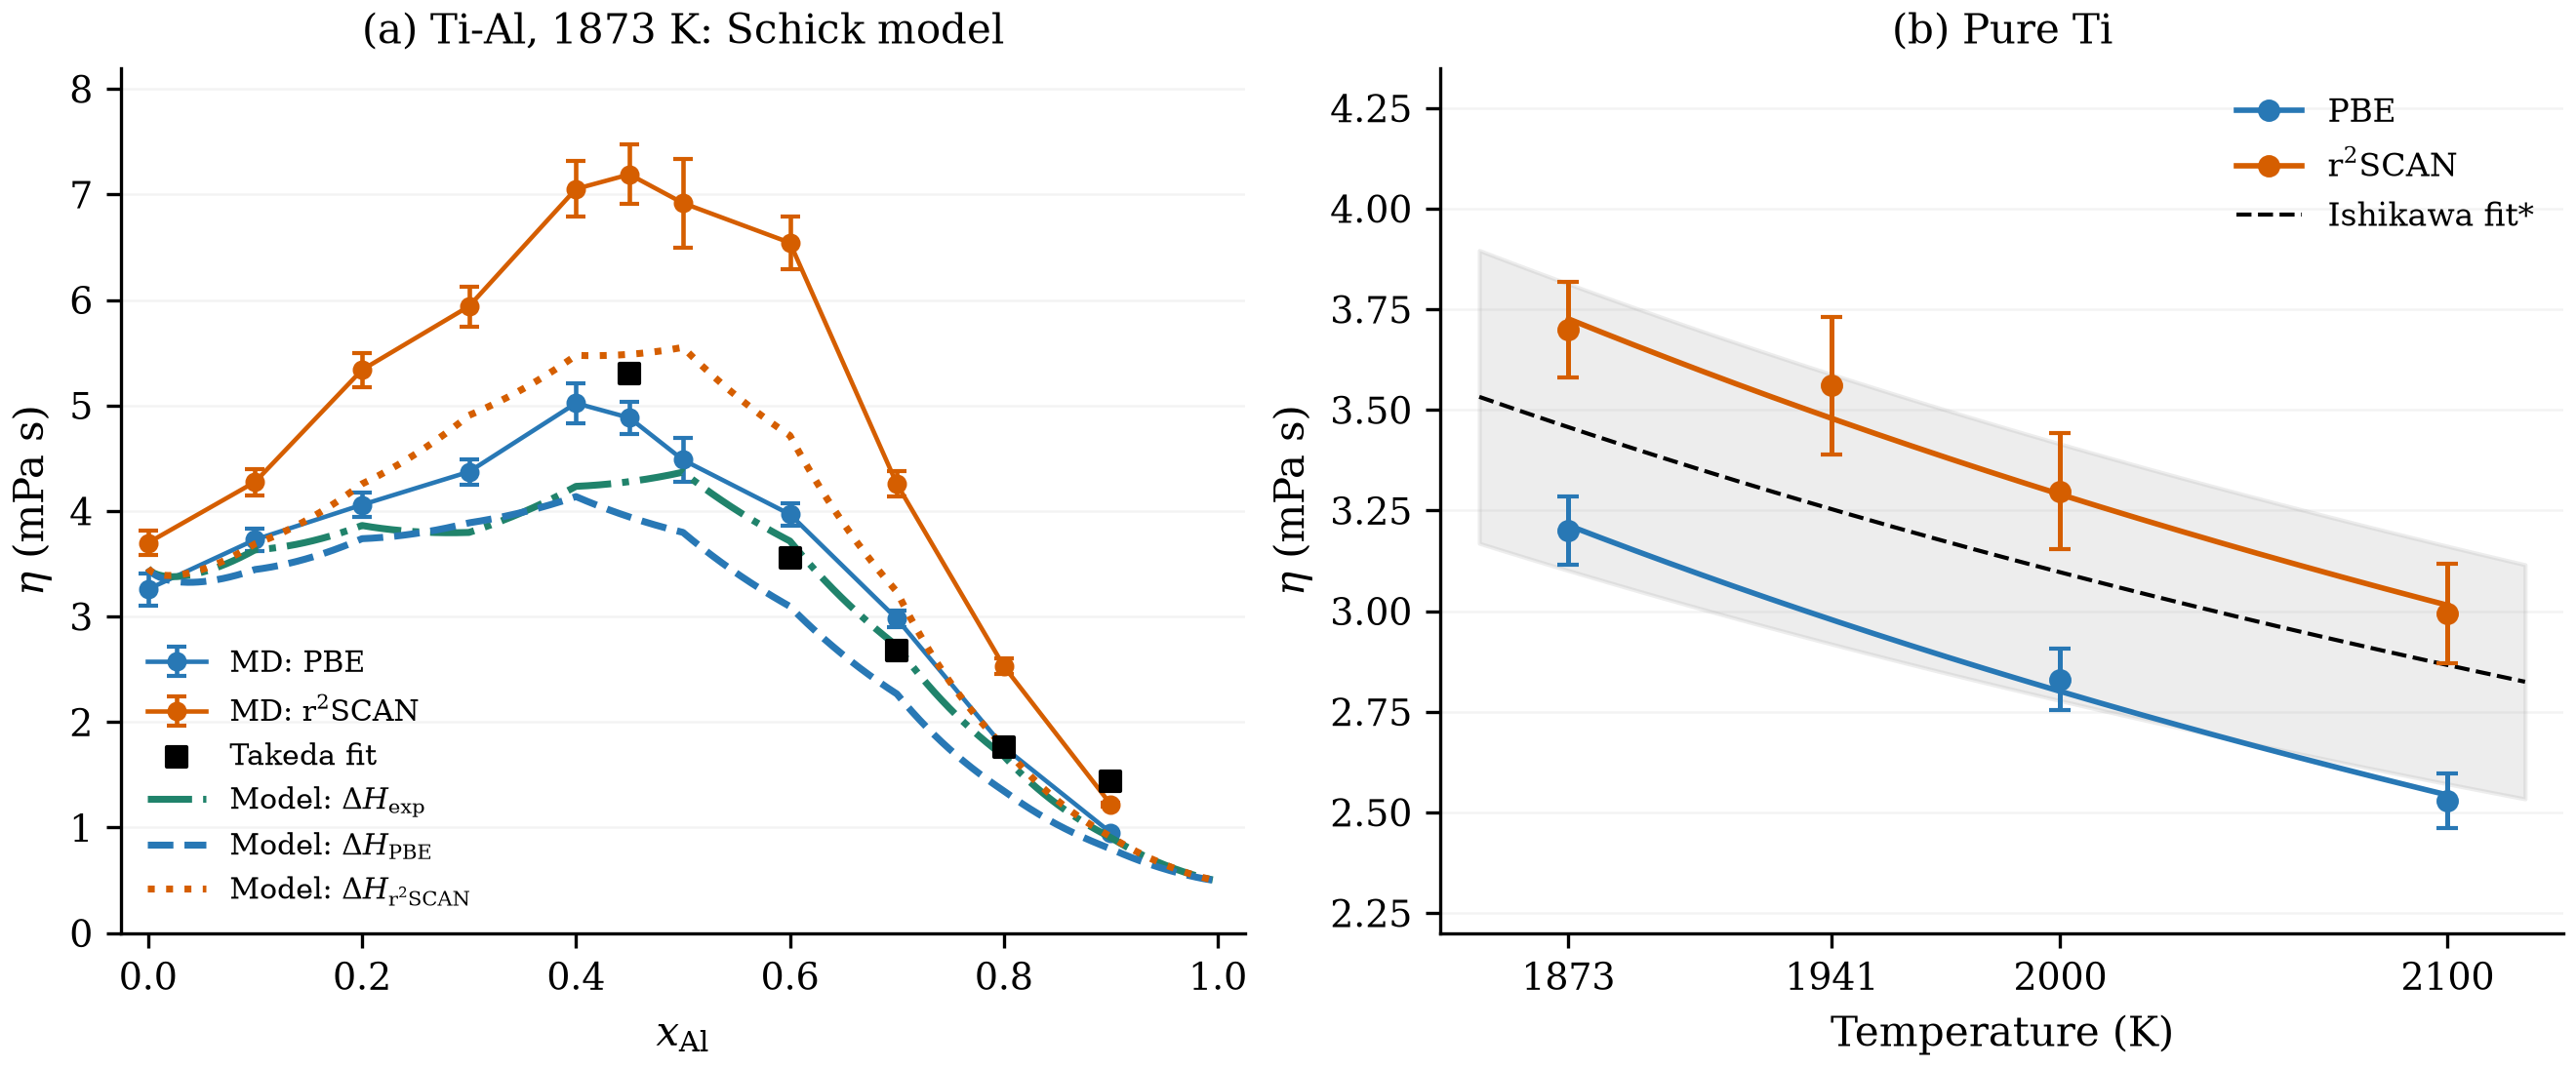 (a) Ti-Al, 1873 K: Schick model
8
7
6
5
4
3
2
1
0
η (mPa s)
MD: PBE
MD: r²SCAN
Takeda fit
Model: ΔH_exp
Model: ΔH_PBE
Model: ΔH_r²SCAN
0.0 0.2 0.4 0.6 0.8 1.0
x_Al
(b) Pure Ti
4.25
4.00
3.75
3.50
3.25
3.00
2.75
2.50
2.25
η (mPa s)
PBE
r²SCAN
Ishikawa fit*
1873 1941 2000 2100
Temperature (K)